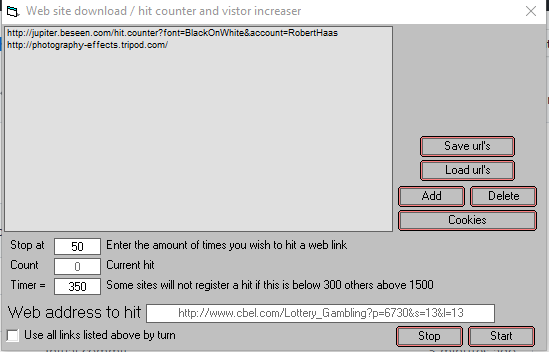 Web site download / hit counter and vistor increaser
http://jupiter.beseen.com/hit.counter?font=BlackOnWhite&account=RobertHaas
http://photography-effects.tripod.com/
Save url's
Load url's
Add Delete
Cookies
Stop at 50 Enter the amount of times you wish to hit a web link
Count 0 Current hit
Timer = 350 Some sites will not register a hit if this is below 300 others above 1500
Web address to hit http://www.cbel.com/Lottery_Gambling?p=6730&s=13&l=13
Use all links listed above by turn Stop Start